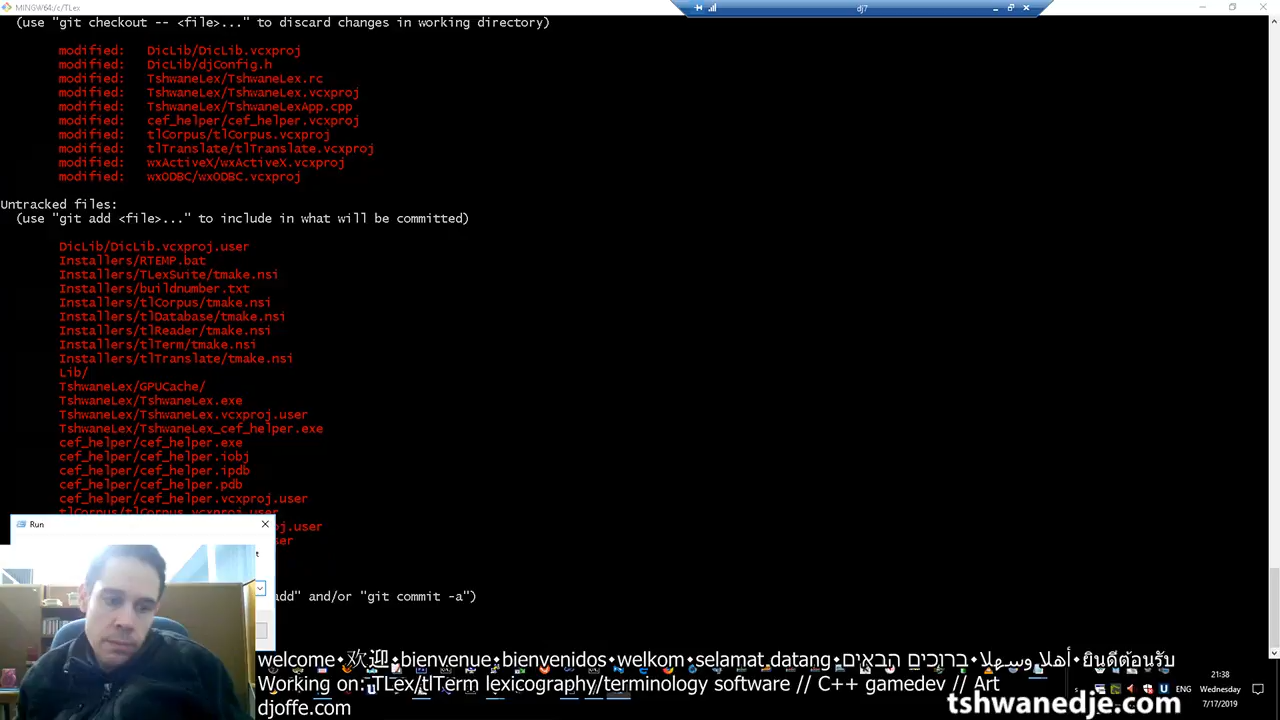 MINGW64:/c/TLex
dj7
(use "git checkout -- <file>..." to discard changes in working directory)
modified: DicLib/DicLib.vcxproj
modified: DicLib/djConfig.h
modified: TshwaneLex/TshwaneLex.rc
modified: TshwaneLex/TshwaneLex.vcxproj
modified: TshwaneLex/TshwaneLexApp.cpp
modified: cef_helper/cef_helper.vcxproj
modified: tlCorpus/tlCorpus.vcxproj
modified: tlTranslate/tlTranslate.vcxproj
modified: wxActiveX/wxActiveX.vcxproj
modified: wxODBC/wxODBC.vcxproj
Untracked files:
(use "git add <file>..." to include in what will be committed)
DicLib/DicLib.vcxproj.user
Installers/RTEMP.bat
Installers/TLexSuite/tmake.nsi
Installers/buildnumber.txt
Installers/tlCorpus/tmake.nsi
Installers/tlDatabase/tmake.nsi
Installers/tlReader/tmake.nsi
Installers/tlTerm/tmake.nsi
Installers/tlTranslate/tmake.nsi
Lib/
TshwaneLex/GPUCache/
TshwaneLex/TshwaneLex.exe
TshwaneLex/TshwaneLex.vcxproj.user
TshwaneLex/TshwaneLex_cef_helper.exe
cef_helper/cef_helper.exe
cef_helper/cef_helper.iobj
cef_helper/cef_helper.ipdb
cef_helper/cef_helper.pdb
cef_helper/cef_helper.vcxproj.user
tlCorpus/tlCorpus.vcxproj.user
Run
oj.user
ser
add" and/or "git commit -a")
welcome•欢迎•bienvenue•bienvenidos•welkom•selamat datang•ברוכים הבאים•أهلا وسهلا•ยินดีต้อนรับ
Working on: TLex/tlTerm lexicography/terminology software // C++ gamedev // Art
djoffe.com
tshwanedje.com
ENG
21:38
Wednesday
7/17/2019